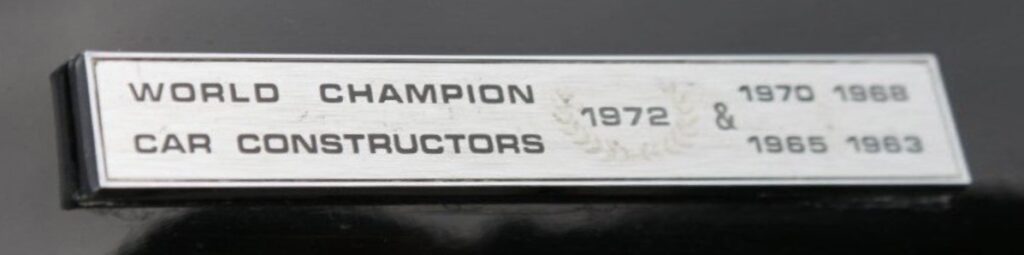 WORLD CHAMPION
CAR CONSTRUCTORS
1972
&
1970 1968
1965 1963